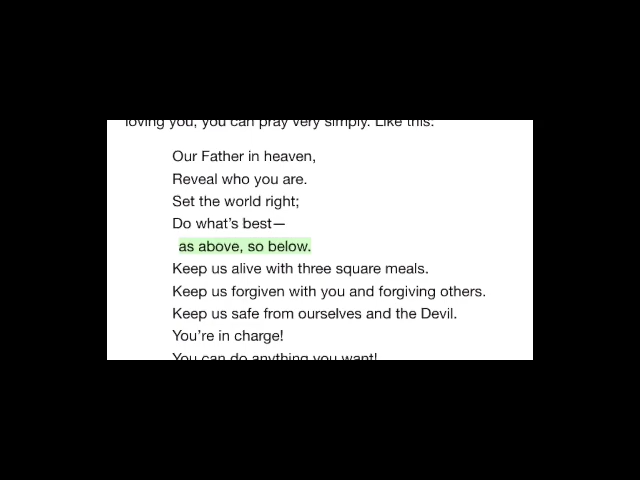 loving you, you can pray very simply. Like this:
Our Father in heaven,
Reveal who you are.
Set the world right;
Do what’s best—
as above, so below.
Keep us alive with three square meals.
Keep us forgiven with you and forgiving others.
Keep us safe from ourselves and the Devil.
You’re in charge!
You can do anything you want!